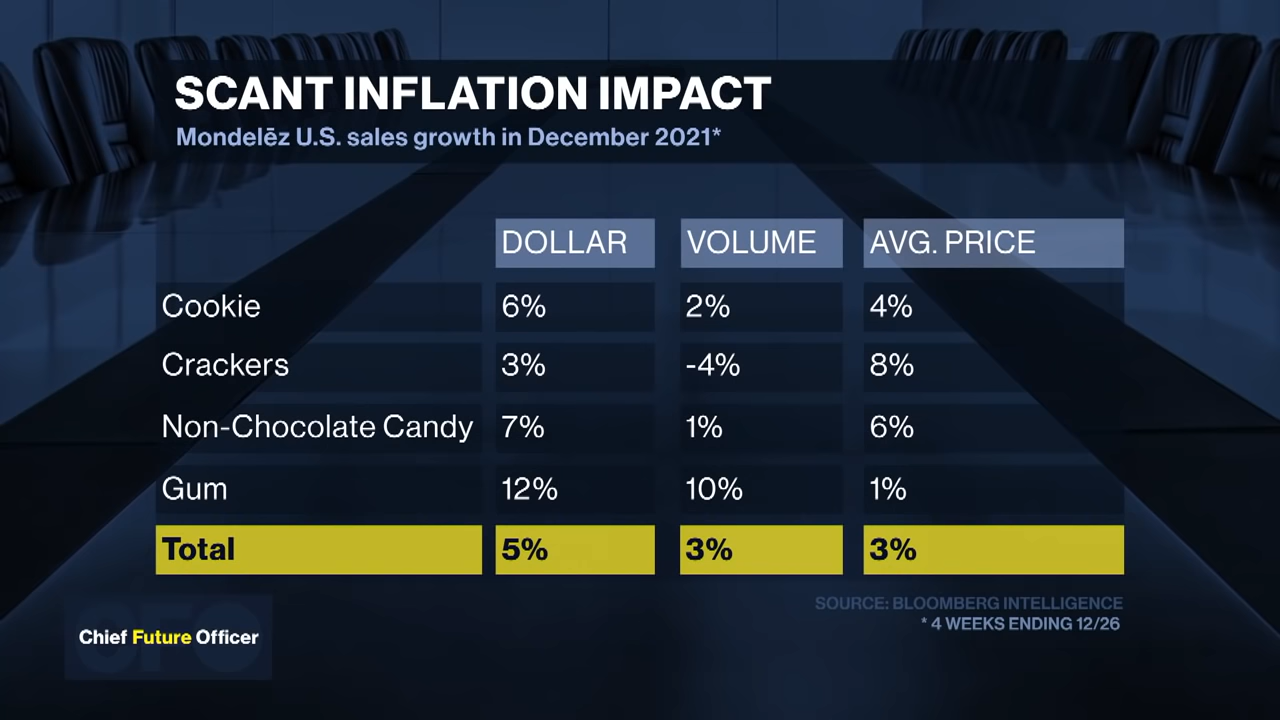 SCANT INFLATION IMPACT
Mondelēz U.S. sales growth in December 2021*
DOLLAR VOLUME AVG. PRICE
Cookie 6% 2% 4%
Crackers 3% -4% 8%
Non-Chocolate Candy 7% 1% 6%
Gum 12% 10% 1%
Total 5% 3% 3%
SOURCE: BLOOMBERG INTELLIGENCE
* 4 WEEKS ENDING 12/26
CFO
Chief Future Officer